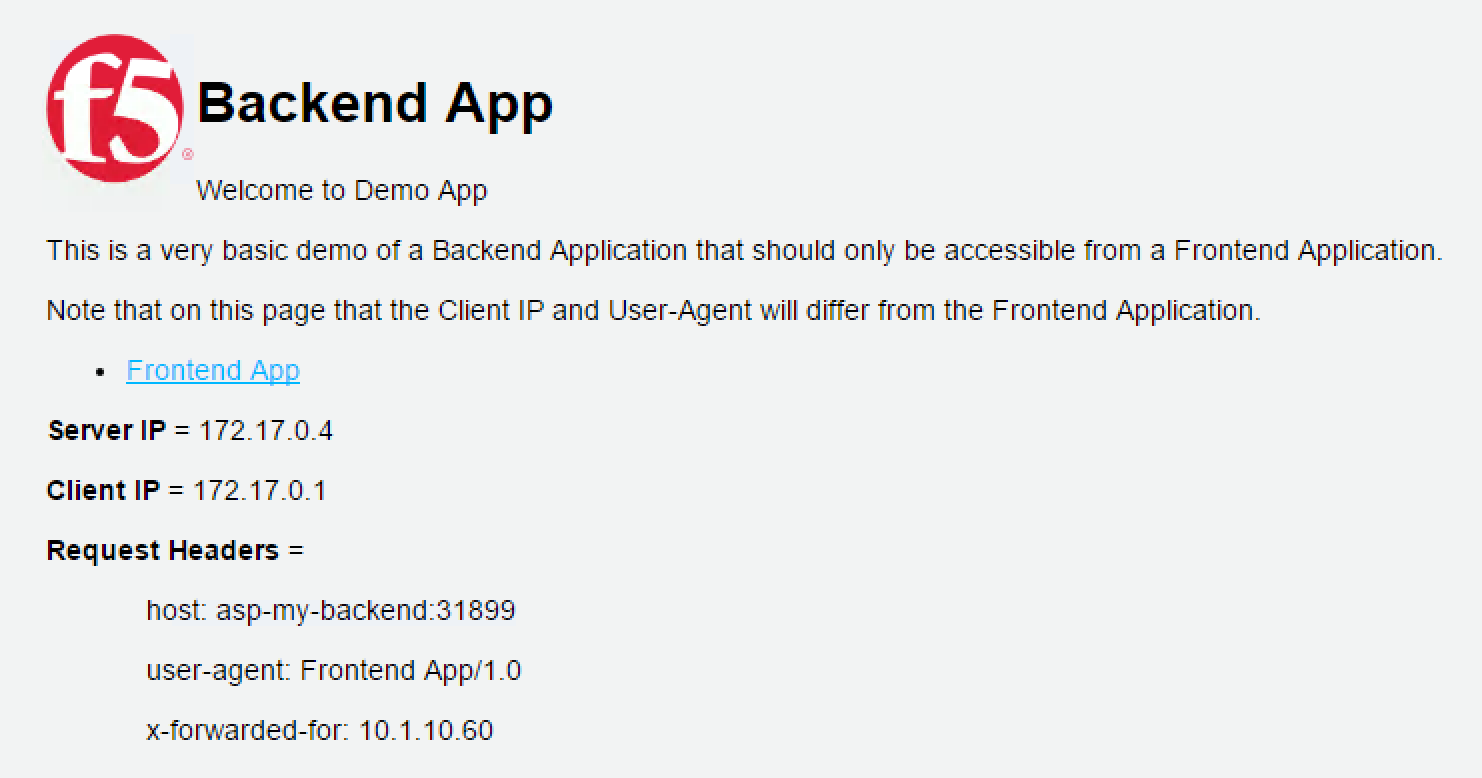 f5®
Backend App
Welcome to Demo App
This is a very basic demo of a Backend Application that should only be accessible from a Frontend Application.
Note that on this page that the Client IP and User-Agent will differ from the Frontend Application.
• Frontend App
Server IP = 172.17.0.4
Client IP = 172.17.0.1
Request Headers =
host: asp-my-backend:31899
user-agent: Frontend App/1.0
x-forwarded-for: 10.1.10.60